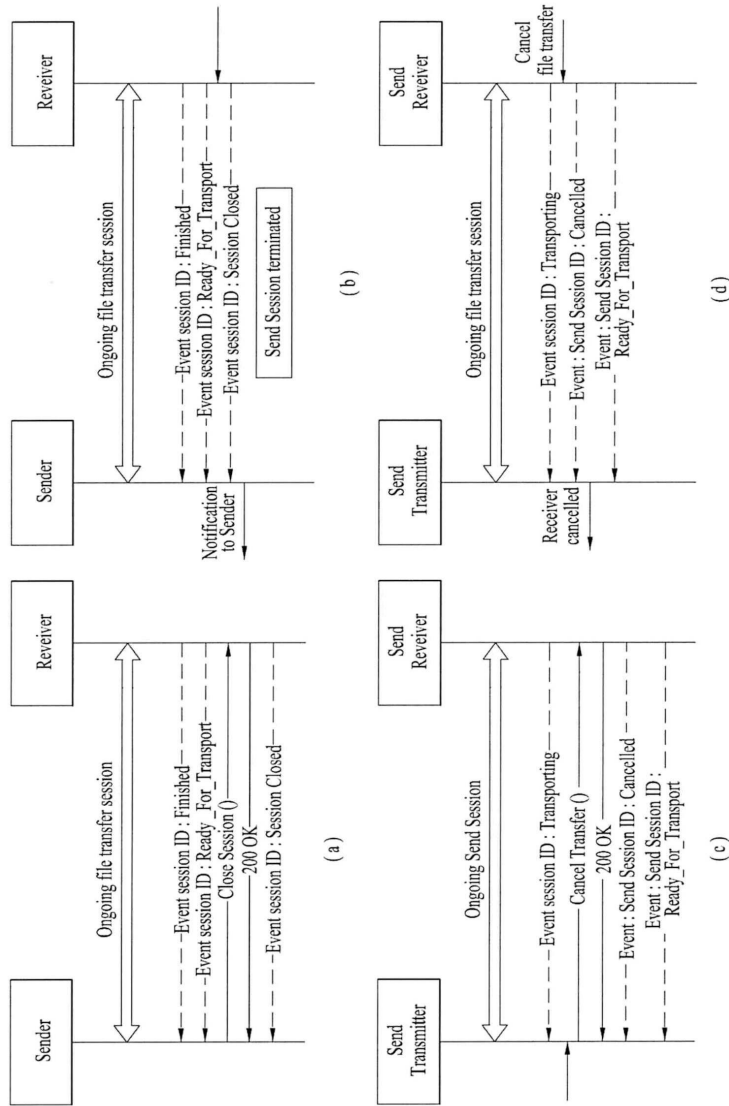 Sender
Reveiver
Ongoing file transfer session
Event session ID : Finished
Event session ID : Ready_For_Transport
Close Session ()
200 OK
Event session ID : Session Closed
( a )
Sender
Reveiver
Ongoing file transfer session
Event session ID : Finished
Event session ID : Ready_For_Transport
Event session ID : Session Closed
Notification
to Sender
Send Session terminated
( b )
Send
Transmitter
Send
Reveiver
Ongoing Send Session
Event session ID : Transporting
Cancel Transfer ()
200 OK
Event : Send Session ID : Cancelled
Event : Send Session ID :
Ready_For_Transport
( c )
Send
Transmitter
Send
Reveiver
Ongoing file transfer session
Cancel
file transfer
Event session ID : Transporting
Event : Send Session ID : Cancelled
Event : Send Session ID :
Ready_For_Transport
Receiver
cancelled
( d )